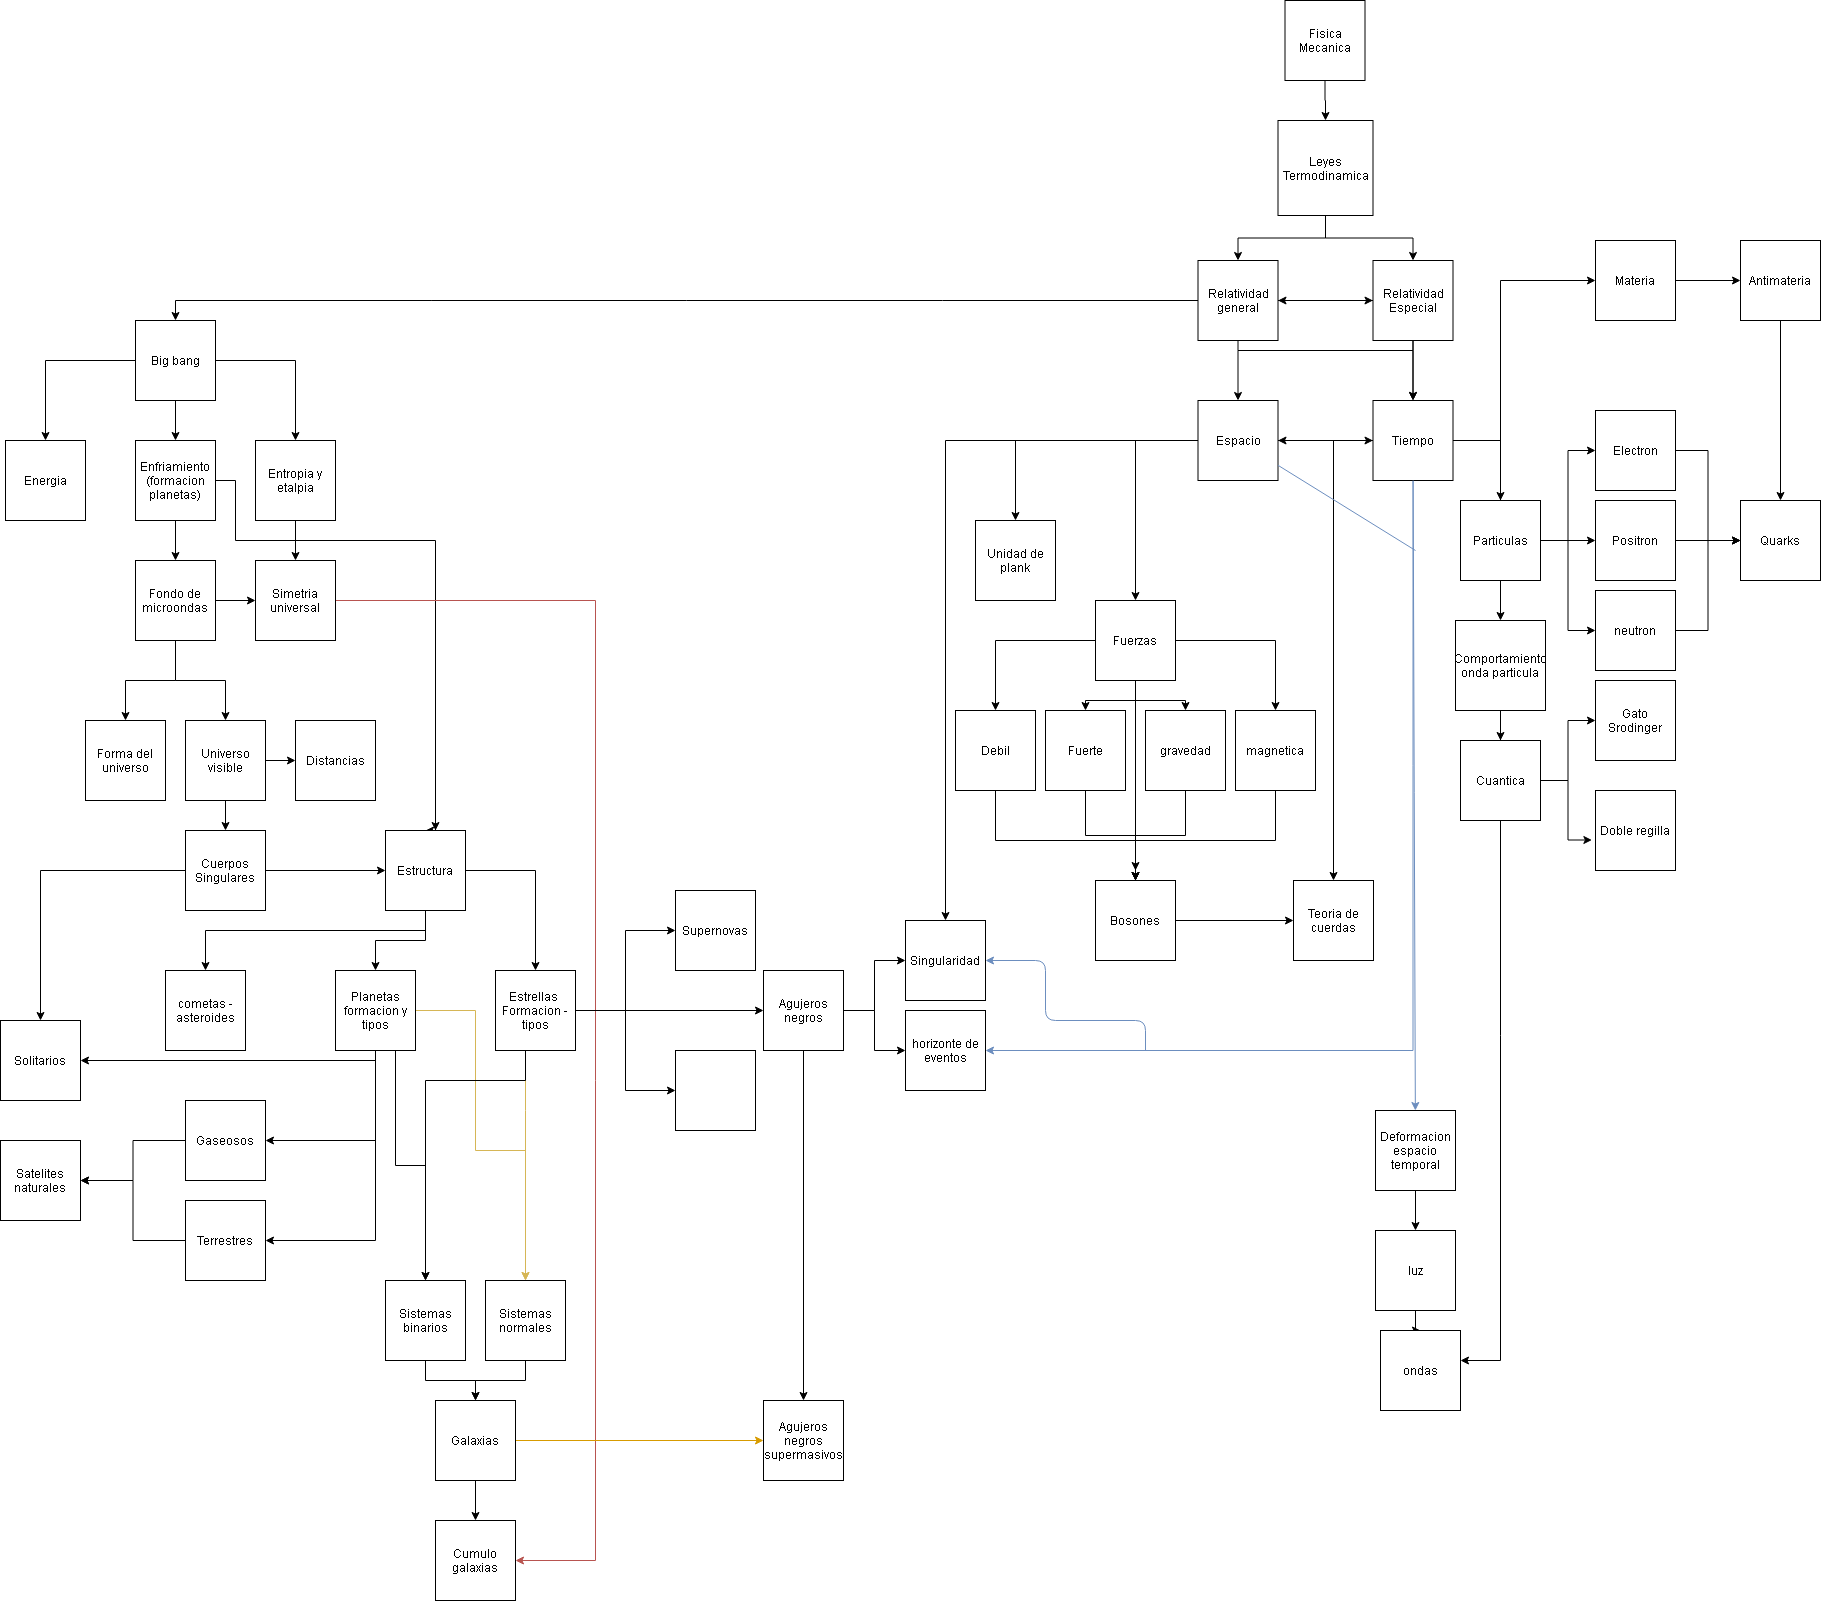 Fisica
Mecanica
Leyes
Termodinamica
Relatividad
general
Relatividad
Especial
Materia
Antimateria
Big bang
Espacio
Tiempo
Electron
Energia
Enfriamiento
(formacion
planetas)
Entropia y
etalpia
Unidad de
plank
Particulas
Positron
Quarks
Fondo de
microondas
Simetria
universal
Fuerzas
neutron
Comportamiento
onda particula
Forma del
universo
Universo
visible
Distancias
Debil
Fuerte
gravedad
magnetica
Cuantica
Gato
Srodinger
Doble regilla
Cuerpos
Singulares
Estructura
Supernovas
Bosones
Teoria de
cuerdas
Singularidad
cometas -
asteroides
Planetas
formacion y
tipos
Estrellas
Formacion -
tipos
Agujeros
negros
horizonte de
eventos
Solitarios
Gaseosos
Satelites
naturales
Terrestres
Deformacion
espacio
temporal
luz
Sistemas
binarios
Sistemas
normales
ondas
Galaxias
Agujeros
negros
supermasivos
Cumulo
galaxias